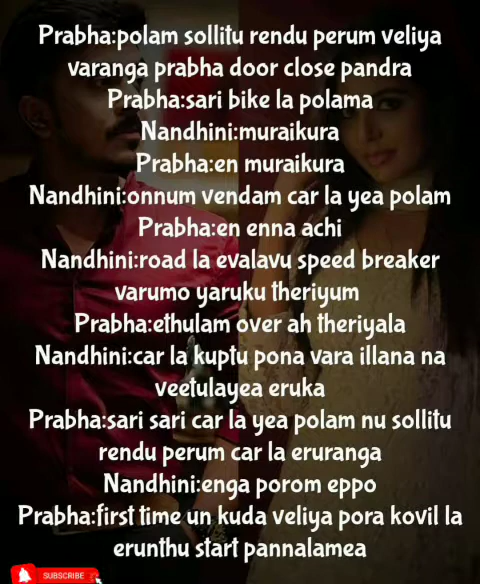 Prabha:polam sollitu rendu perum veliya
varanga prabha door close pandra
Prabha:sari bike la polama
Nandhini:muraikura
Prabha:en muraikura
Nandhini:onnum vendam car la yea polam
Prabha:en enna achi
Nandhini:road la evalavu speed breaker
varumo yaruku theriyum
Prabha:ethulam over ah theriyala
Nandhini:car la kuptu pona vara illana na
veetulayea eruka
Prabha:sari sari car la yea polam nu sollitu
rendu perum car la eruranga
Nandhini:enga porom eppo
Prabha:first time un kuda veliya pora kovil la
erunthu start pannalamea
SUBSCRIBE